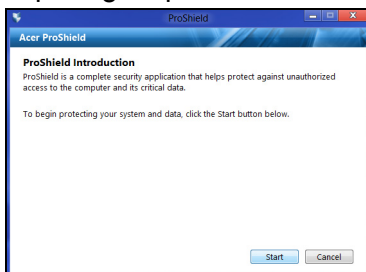 ProShield
Acer ProShield
ProShield Introduction
ProShield is a complete security application that helps protect against unauthorized
access to the computer and its critical data.
To begin protecting your system and data, click the Start button below.
Start Cancel